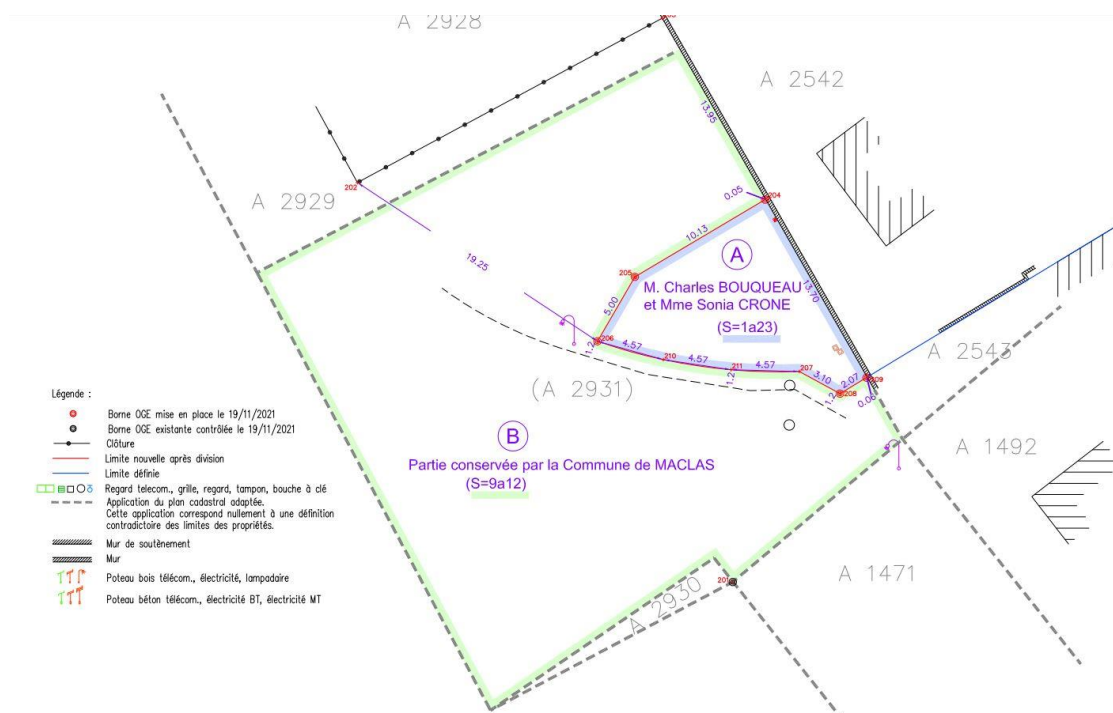 A 2928
A 2542
13.95
204
0.05
202
A 2929
10.13
A
205
M. Charles BOUQUEAU
et Mme Sonia CRONE
(S=1a23)
13.70
19.25
5.00
206
1.2
4.57
210
4.57
211
1.2
4.57
207
3.10
2.07
209
208
1.2
0.06
A 2543
(A 2931)
B
Partie conservée par la Commune de MACLAS
(S=9a12)
A 1492
A 1471
201
A 2930
Légende :
Borne OGE mise en place le 19/11/2021
Borne OGE existante contrôlée le 19/11/2021
Clôture
Limite nouvelle après division
Limite définie
Regard telecom., grille, regard, tampon, bouche à clé
Application du plan cadastral adaptée.
Cette application correspond nullement à une définition
contradictoire des limites des propriétés.
Mur de soutènement
Mur
Poteau bois télécom., électricité, lampadaire
Poteau béton télécom., électricité BT, électricité MT